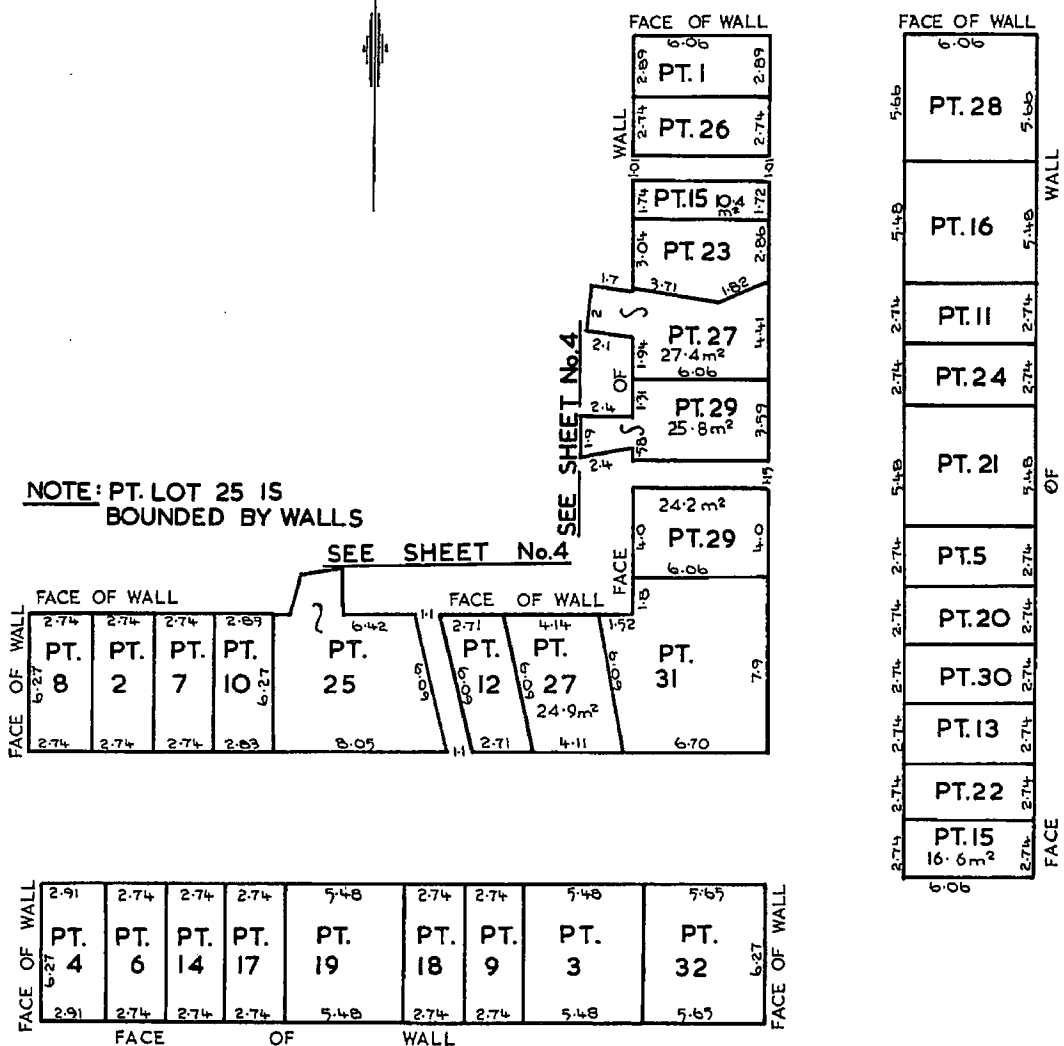 FACE OF WALL
6·06
2·89 PT. 1 2·89
2·74 PT. 26 2·74
WALL
1·01 1·01
1·74 PT. 15 10·4 m² 1·72
3·04 PT. 23 2·86
3·71 1·82
1·7
2
2·1
PT. 27
27·4 m²
6·06
1·94 4·41
OF
2·4
1·9
2·4
1·31 PT. 29 3·59
25·8 m²
·58
1·15
SEE SHEET No.4
24·2 m²
4·0 PT. 29 4·0
6·06
FACE
1·8
NOTE: PT. LOT 25 IS
BOUNDED BY WALLS
SEE SHEET No.4
FACE OF WALL
FACE OF WALL
FACE OF WALL
2·74 2·74 2·74 2·89 6·42 1·1 2·71 4·14 1·52
PT. PT. PT. PT. PT. PT. PT. PT.
8 2 7 10 25 12 27 31
6·27 6·27 6·09 6·09 6·09 6·09 7·9
24·9 m²
2·74 2·74 2·74 2·83 8·05 1·1 2·71 4·11 6·70
FACE OF WALL
6·06
5·66 PT. 28 5·66
5·48 PT. 16 5·48
2·74 PT. 11 2·74
2·74 PT. 24 2·74
5·48 PT. 21 5·48
2·74 PT. 5 2·74
2·74 PT. 20 2·74
2·74 PT. 30 2·74
2·74 PT. 13 2·74
2·74 PT. 22 2·74
2·74 PT. 15 2·74
16·6 m²
6·06
FACE OF WALL
2·91 2·74 2·74 2·74 5·48 2·74 2·74 5·48 5·65
PT. PT. PT. PT. PT. PT. PT. PT. PT.
4 6 14 17 19 18 9 3 32
6·27 6·27
2·91 2·74 2·74 2·74 5·48 2·74 2·74 5·48 5·65
FACE OF WALL
FACE OF WALL
FACE OF WALL